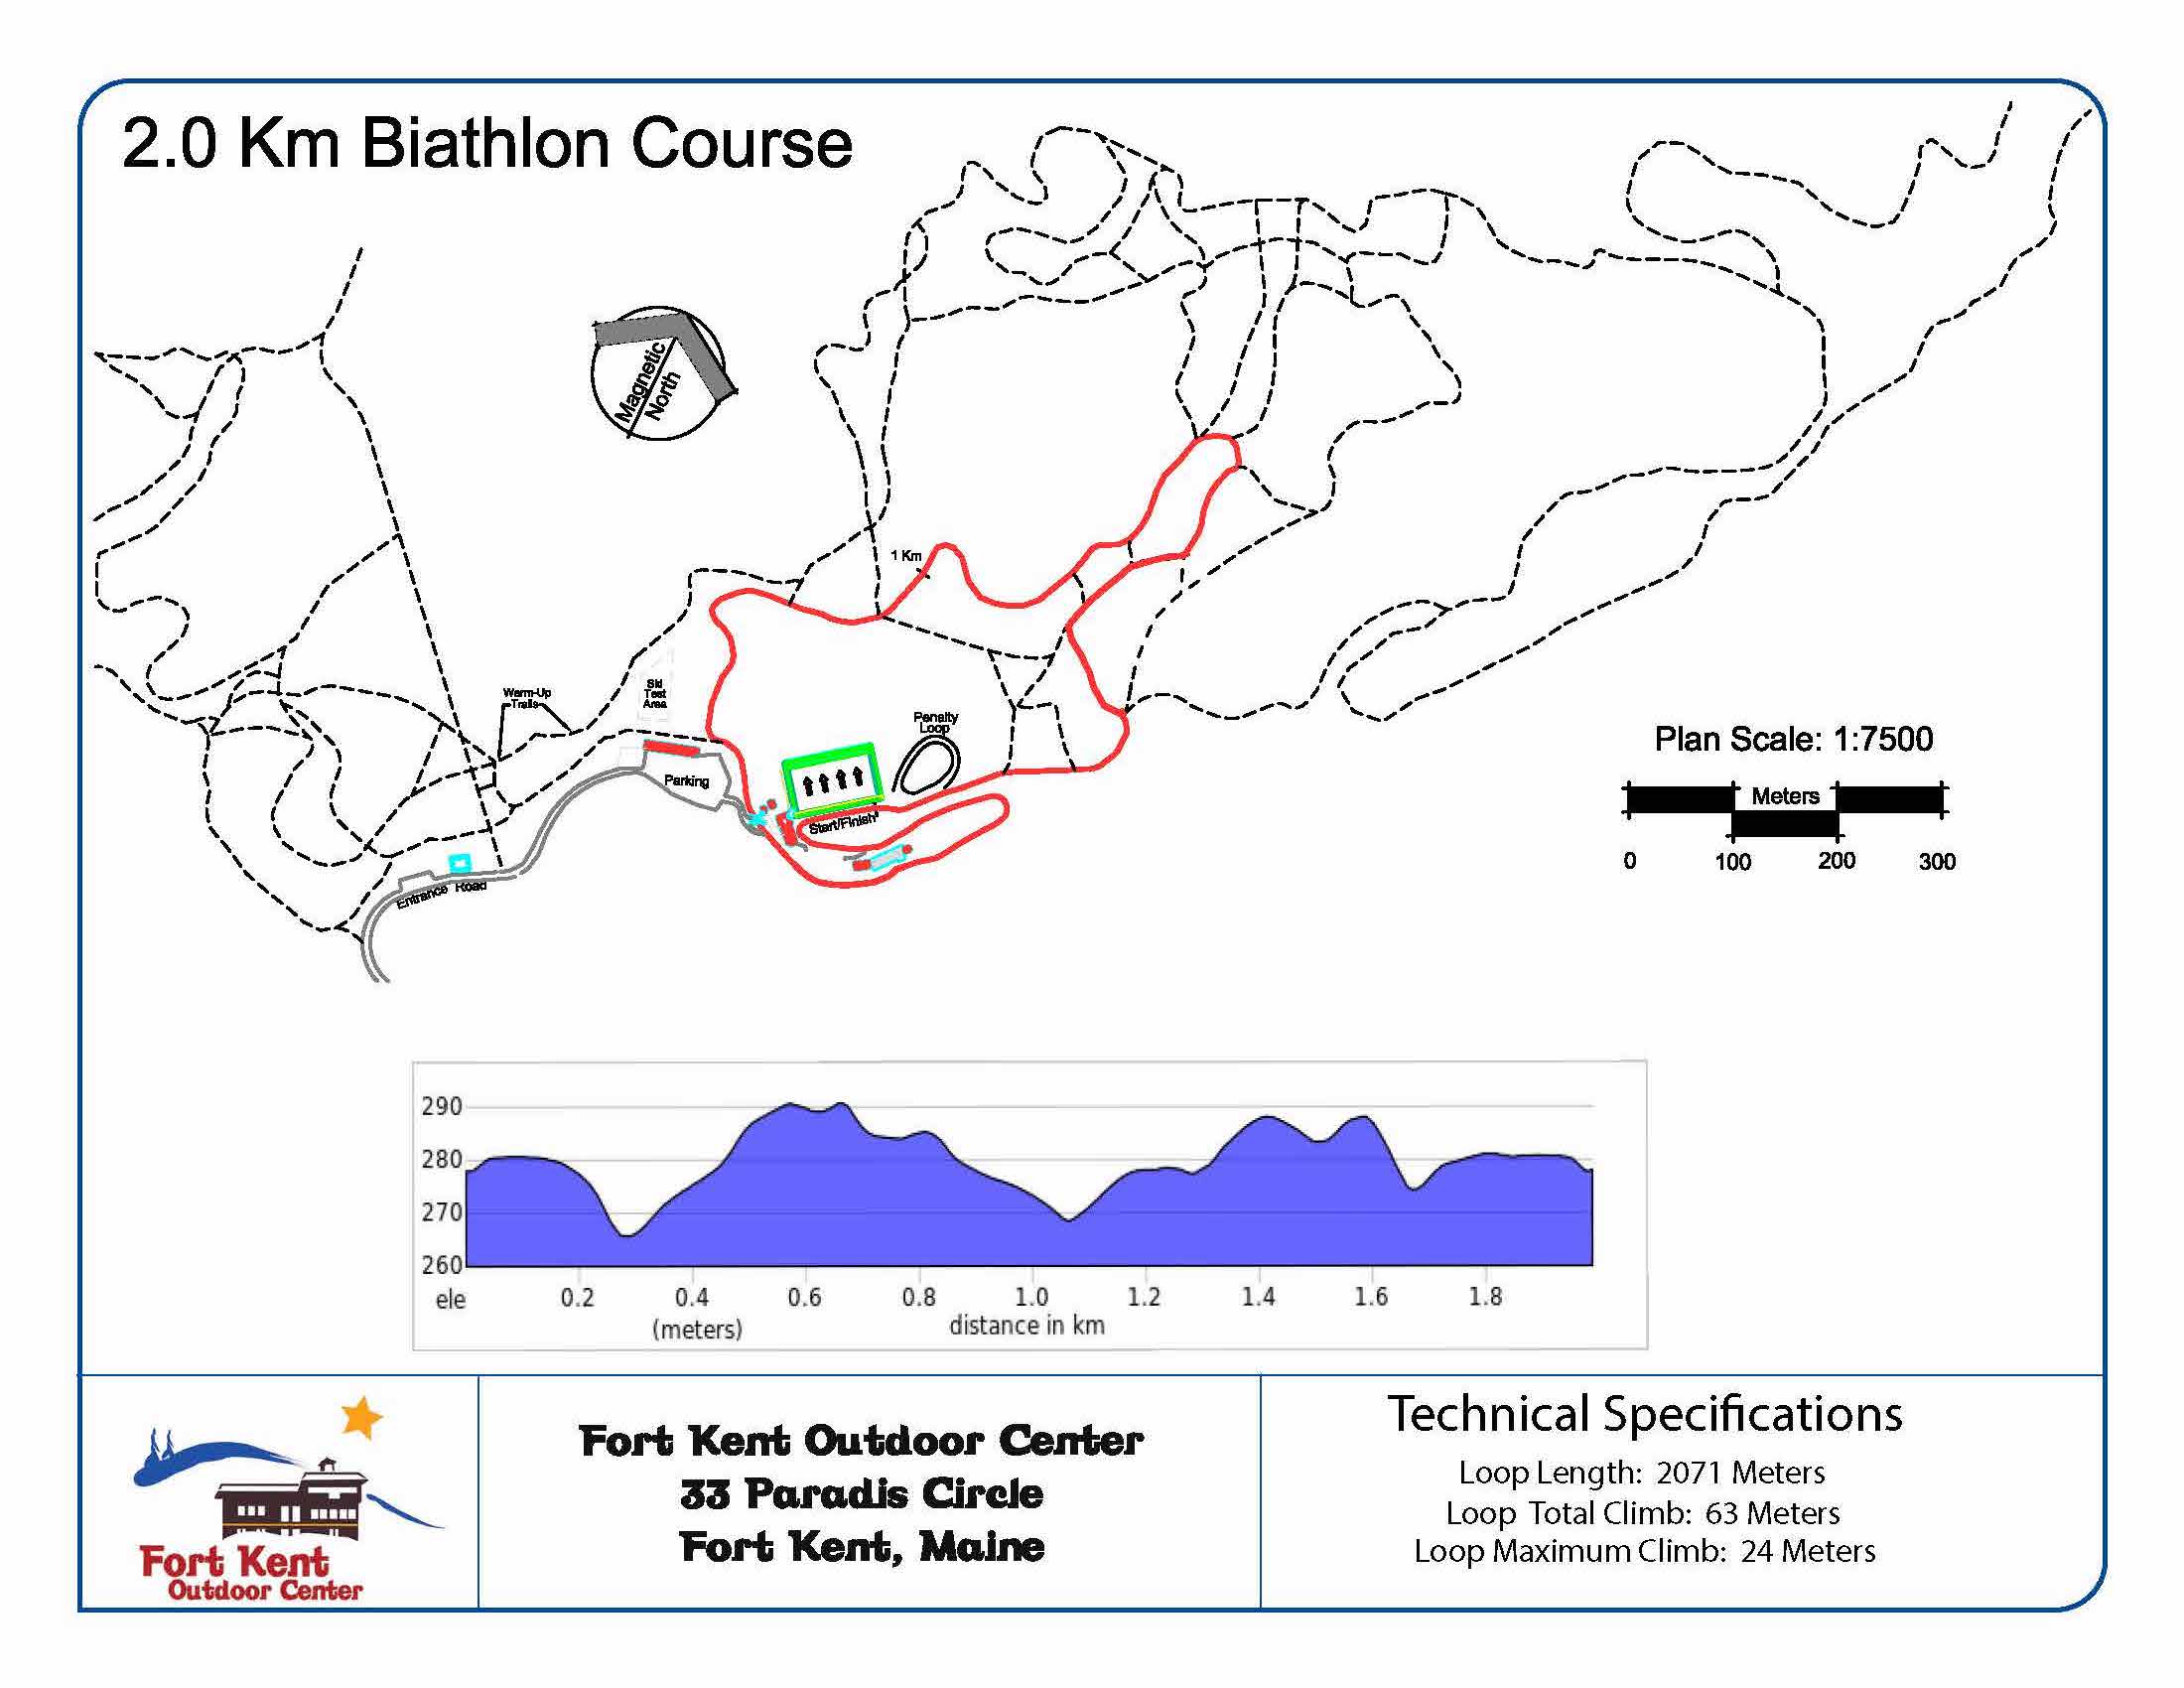 2.0 Km Biathlon Course
Magnetic
North
1 Km
Warm-Up
Trails
Ski
Test
Area
Penalty
Loop
Parking
Start/Finish
Entrance Road
Plan Scale: 1:7500
Meters
0 100 200 300
290
280
270
260
ele 0.2 0.4 0.6 0.8 1.0 1.2 1.4 1.6 1.8
(meters) distance in km
Fort Kent
Outdoor Center
Fort Kent Outdoor Center
33 Paradis Circle
Fort Kent, Maine
Technical Specifications
Loop Length: 2071 Meters
Loop Total Climb: 63 Meters
Loop Maximum Climb: 24 Meters